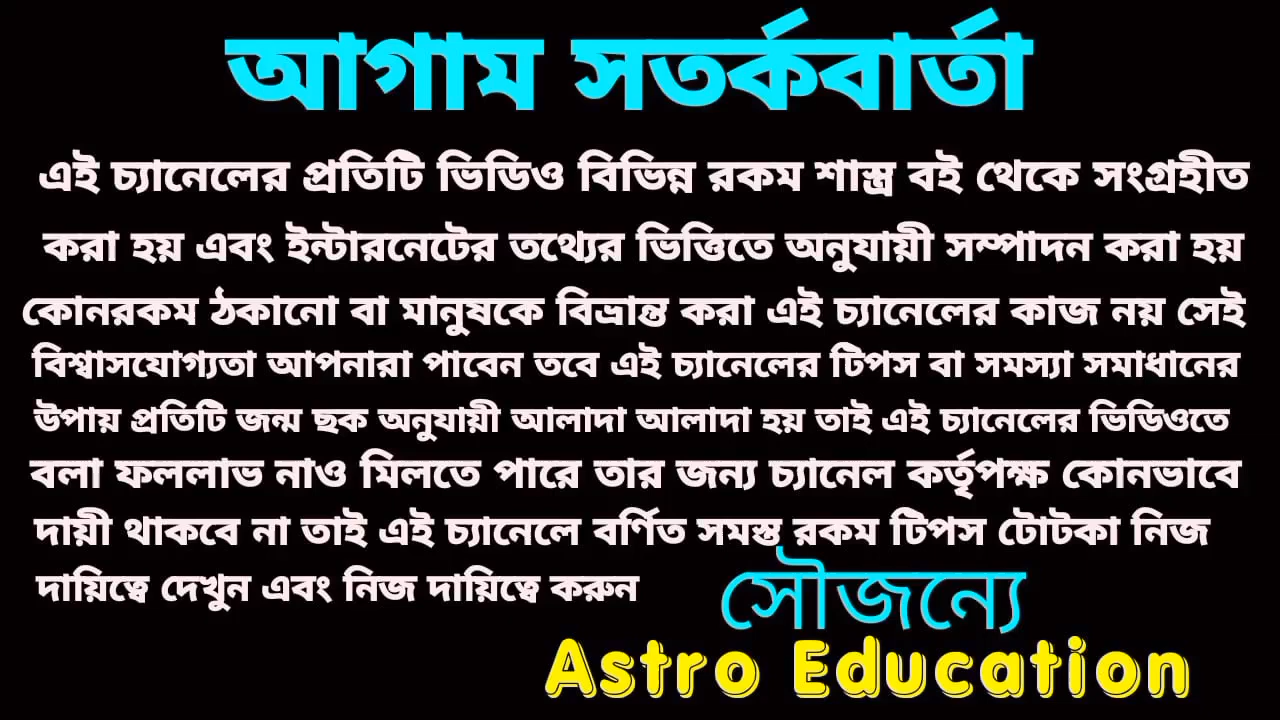 আগাম সতর্কবার্তা
এই চ্যানেলের প্রতিটি ভিডিও বিভিন্ন রকম শাস্ত্র বই থেকে সংগ্রহীত
করা হয় এবং ইন্টারনেটের তথ্যের ভিত্তিতে অনুযায়ী সম্পাদন করা হয়
কোনরকম ঠকানো বা মানুষকে বিভ্রান্ত করা এই চ্যানেলের কাজ নয় সেই
বিশ্বাসযোগ্যতা আপনারা পাবেন তবে এই চ্যানেলের টিপস বা সমস্যা সমাধানের
উপায় প্রতিটি জন্ম ছক অনুযায়ী আলাদা আলাদা হয় তাই এই চ্যানেলের ভিডিওতে
বলা ফললাভ নাও মিলতে পারে তার জন্য চ্যানেল কর্তৃপক্ষ কোনভাবে
দায়ী থাকবে না তাই এই চ্যানেলে বর্ণিত সমস্ত রকম টিপস টোটকা নিজ
দায়িত্বে দেখুন এবং নিজ দায়িত্বে করুন
সৌজন্যে
Astro Education